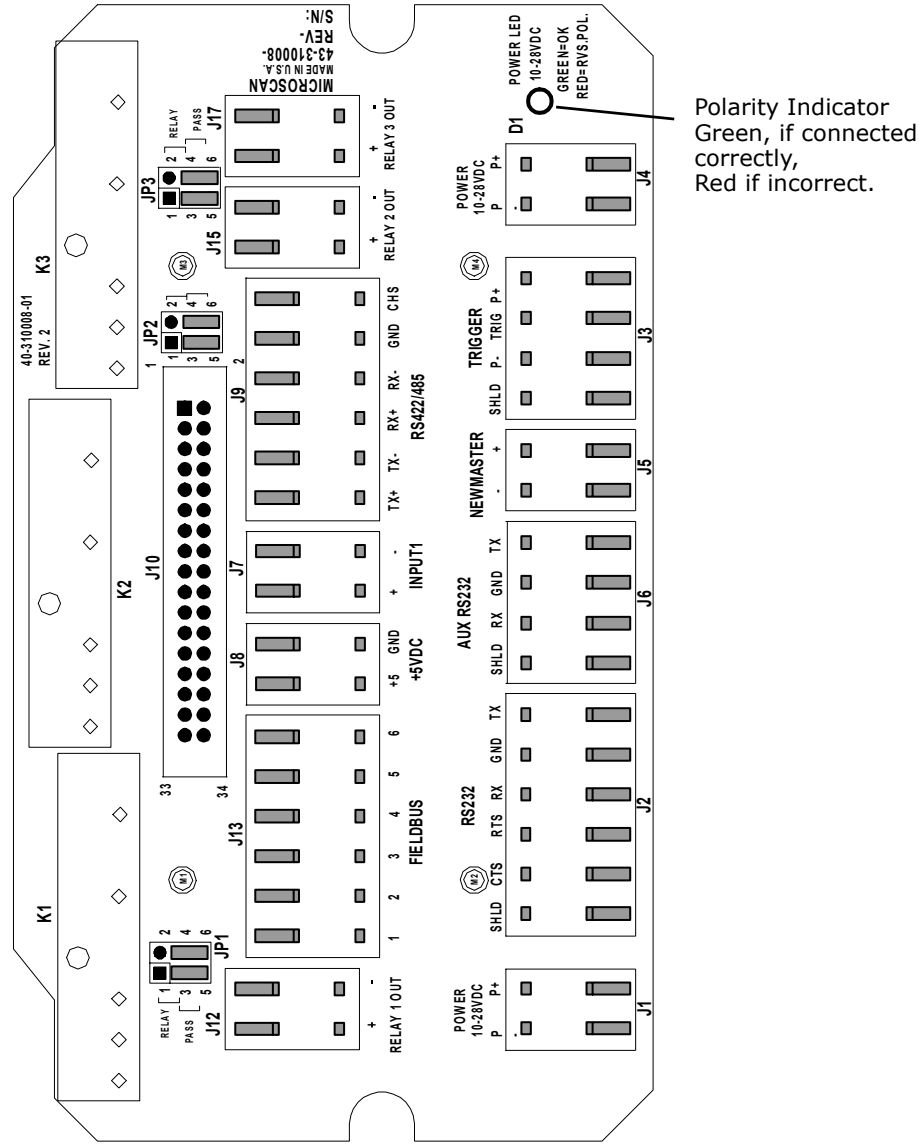 S/N:
REV-
43-310008-
MADE IN U.S.A.
MICROSCAN
POWER LED
10-28VDC
GREEN=OK
RED=RVS.POL.
D1
Polarity Indicator
Green, if connected
correctly,
Red if incorrect.
J17
- +
RELAY 3 OUT
RELAY
PASS
2 4 6
JP3
1 3 5
J15
- +
RELAY 2 OUT
POWER
10-28VDC
P - P+
J4
K3
40-310008-01
REV. 2
M3
M4
JP2
2 4 6
1 3 5
1 2
J9
TX+ TX- RX+ RX- GND CHS
RS422/485
TRIGGER
SHLD P- TRIG P+
J3
NEWMASTER
- +
J5
K2
J10
33 34
J7
+ -
INPUT1
J8
+5 GND
+5VDC
AUX RS232
SHLD RX GND TX
J6
J13
1 2 3 4 5 6
FIELDBUS
RS232
SHLD CTS RTS RX GND TX
J2
M1
M2
K1
JP1
2 4 6
1 3 5
RELAY
PASS
J12
+ -
RELAY 1 OUT
POWER
10-28VDC
P - P+
J1